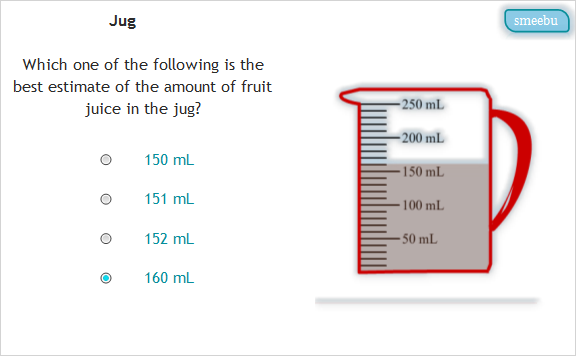 Jug
smeebu
Which one of the following is the
best estimate of the amount of fruit
juice in the jug?
150 mL
151 mL
152 mL
160 mL
250 mL
200 mL
150 mL
100 mL
50 mL